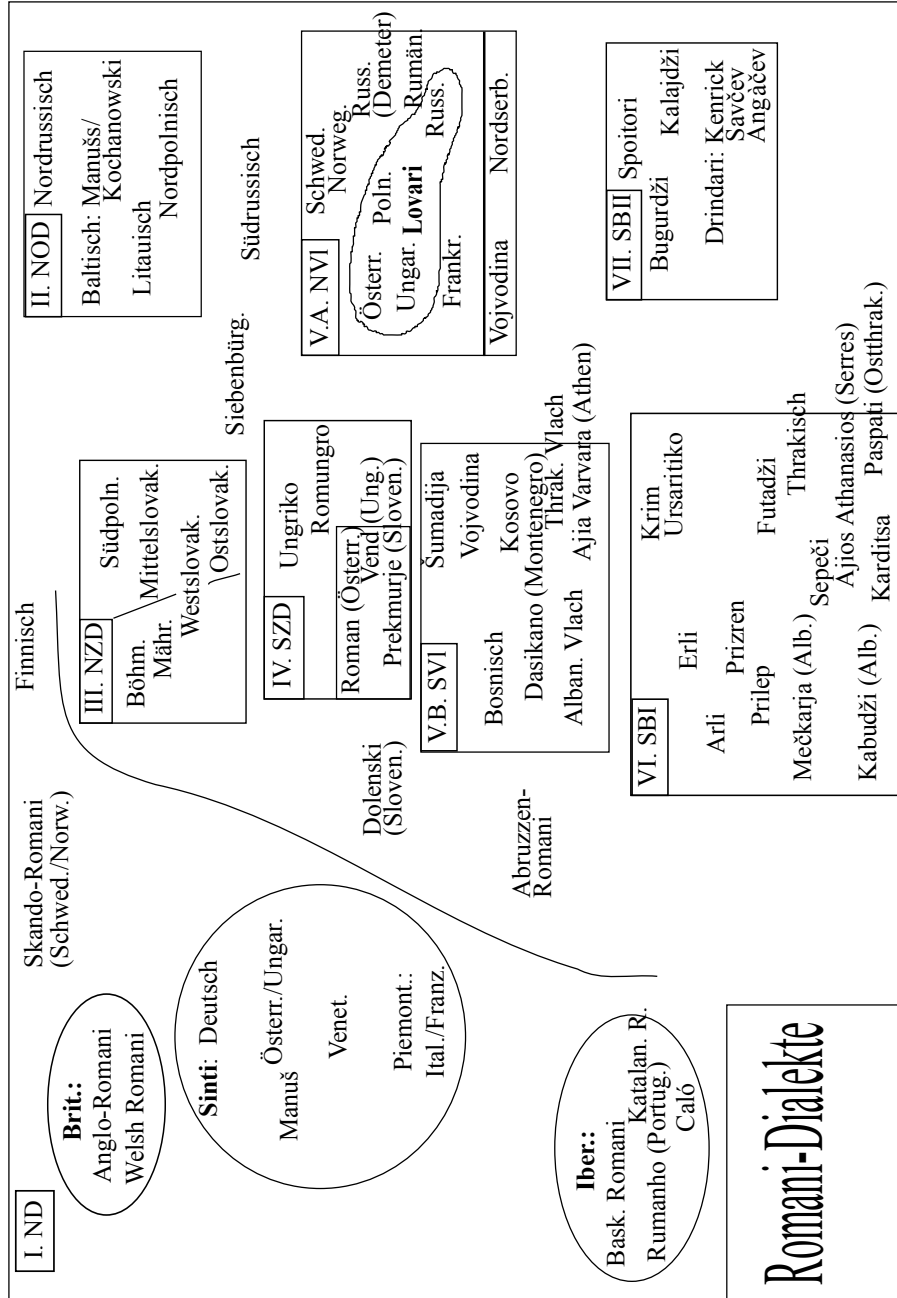 I. ND
Brit.:
Anglo-Romani
Welsh Romani
Skando-Romani
(Schwed./Norw.)
Finnisch
Sinti: Deutsch
Manuš
Österr./Ungar.
Venet.
Piemont.:
Ital./Franz.
Iber.:
Bask. Romani
Katalan. R.
Rumanho (Portug.)
Caló
Dolenski
(Sloven.)
Abruzzen-
Romani
II. NOD
Nordrussisch
Baltisch: Manušs/
Kochanowski
Litauisch
Nordpolnisch
Siebenbürg.
Südrussisch
III. NZD
Südpoln.
Böhm.
Mähr.
Mittelslovak.
Westslovak.
Ostslovak.
IV. SZD
Ungriko
Romungro
Roman (Österr.)
Vend (Ung.)
Prekmurje (Sloven.)
V.A. NVI
Schwed.
Norweg.
Russ.
(Demeter)
Österr.
Poln.
Rumän.
Ungar.
Lovari
Russ.
Frankr.
Vojvodina
Nordserb.
V.B. SVI
Šumadija
Vojvodina
Bosnisch
Kosovo
Dasikano (Montenegro)
Thrak. Vlach
Alban. Vlach
Ajia Varvara (Athen)
VI. SBI
Krim
Ursaritiko
Erli
Arli
Prizren
Prilep
Futadži
Thrakisch
Mečkarja (Alb.)
Sepeči
Ajios Athanasios (Serres)
Kabudži (Alb.)
Karditsa
Paspati (Ostthrak.)
VII. SBII
Spoitori
Bugurdži
Kalajdži
Drindari: Kenrick
Savčev
Angàčev
Romani-Dialekte